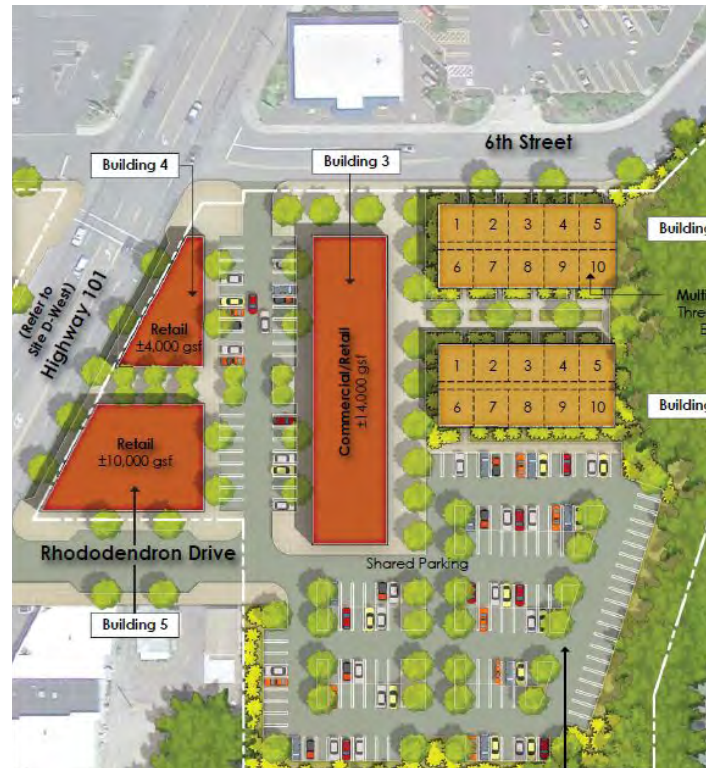 6th Street
Building 4
Building 3
1 2 3 4 5
6 7 8 9 10
Building
Multi
Three
(Refer to
Site D-West)
Highway 101
Retail
±4,000 gsf
Commercial/Retail
±14,000 gsf
1 2 3 4 5
6 7 8 9 10
Building
Retail
±10,000 gsf
Rhododendron Drive
Shared Parking
Building 5